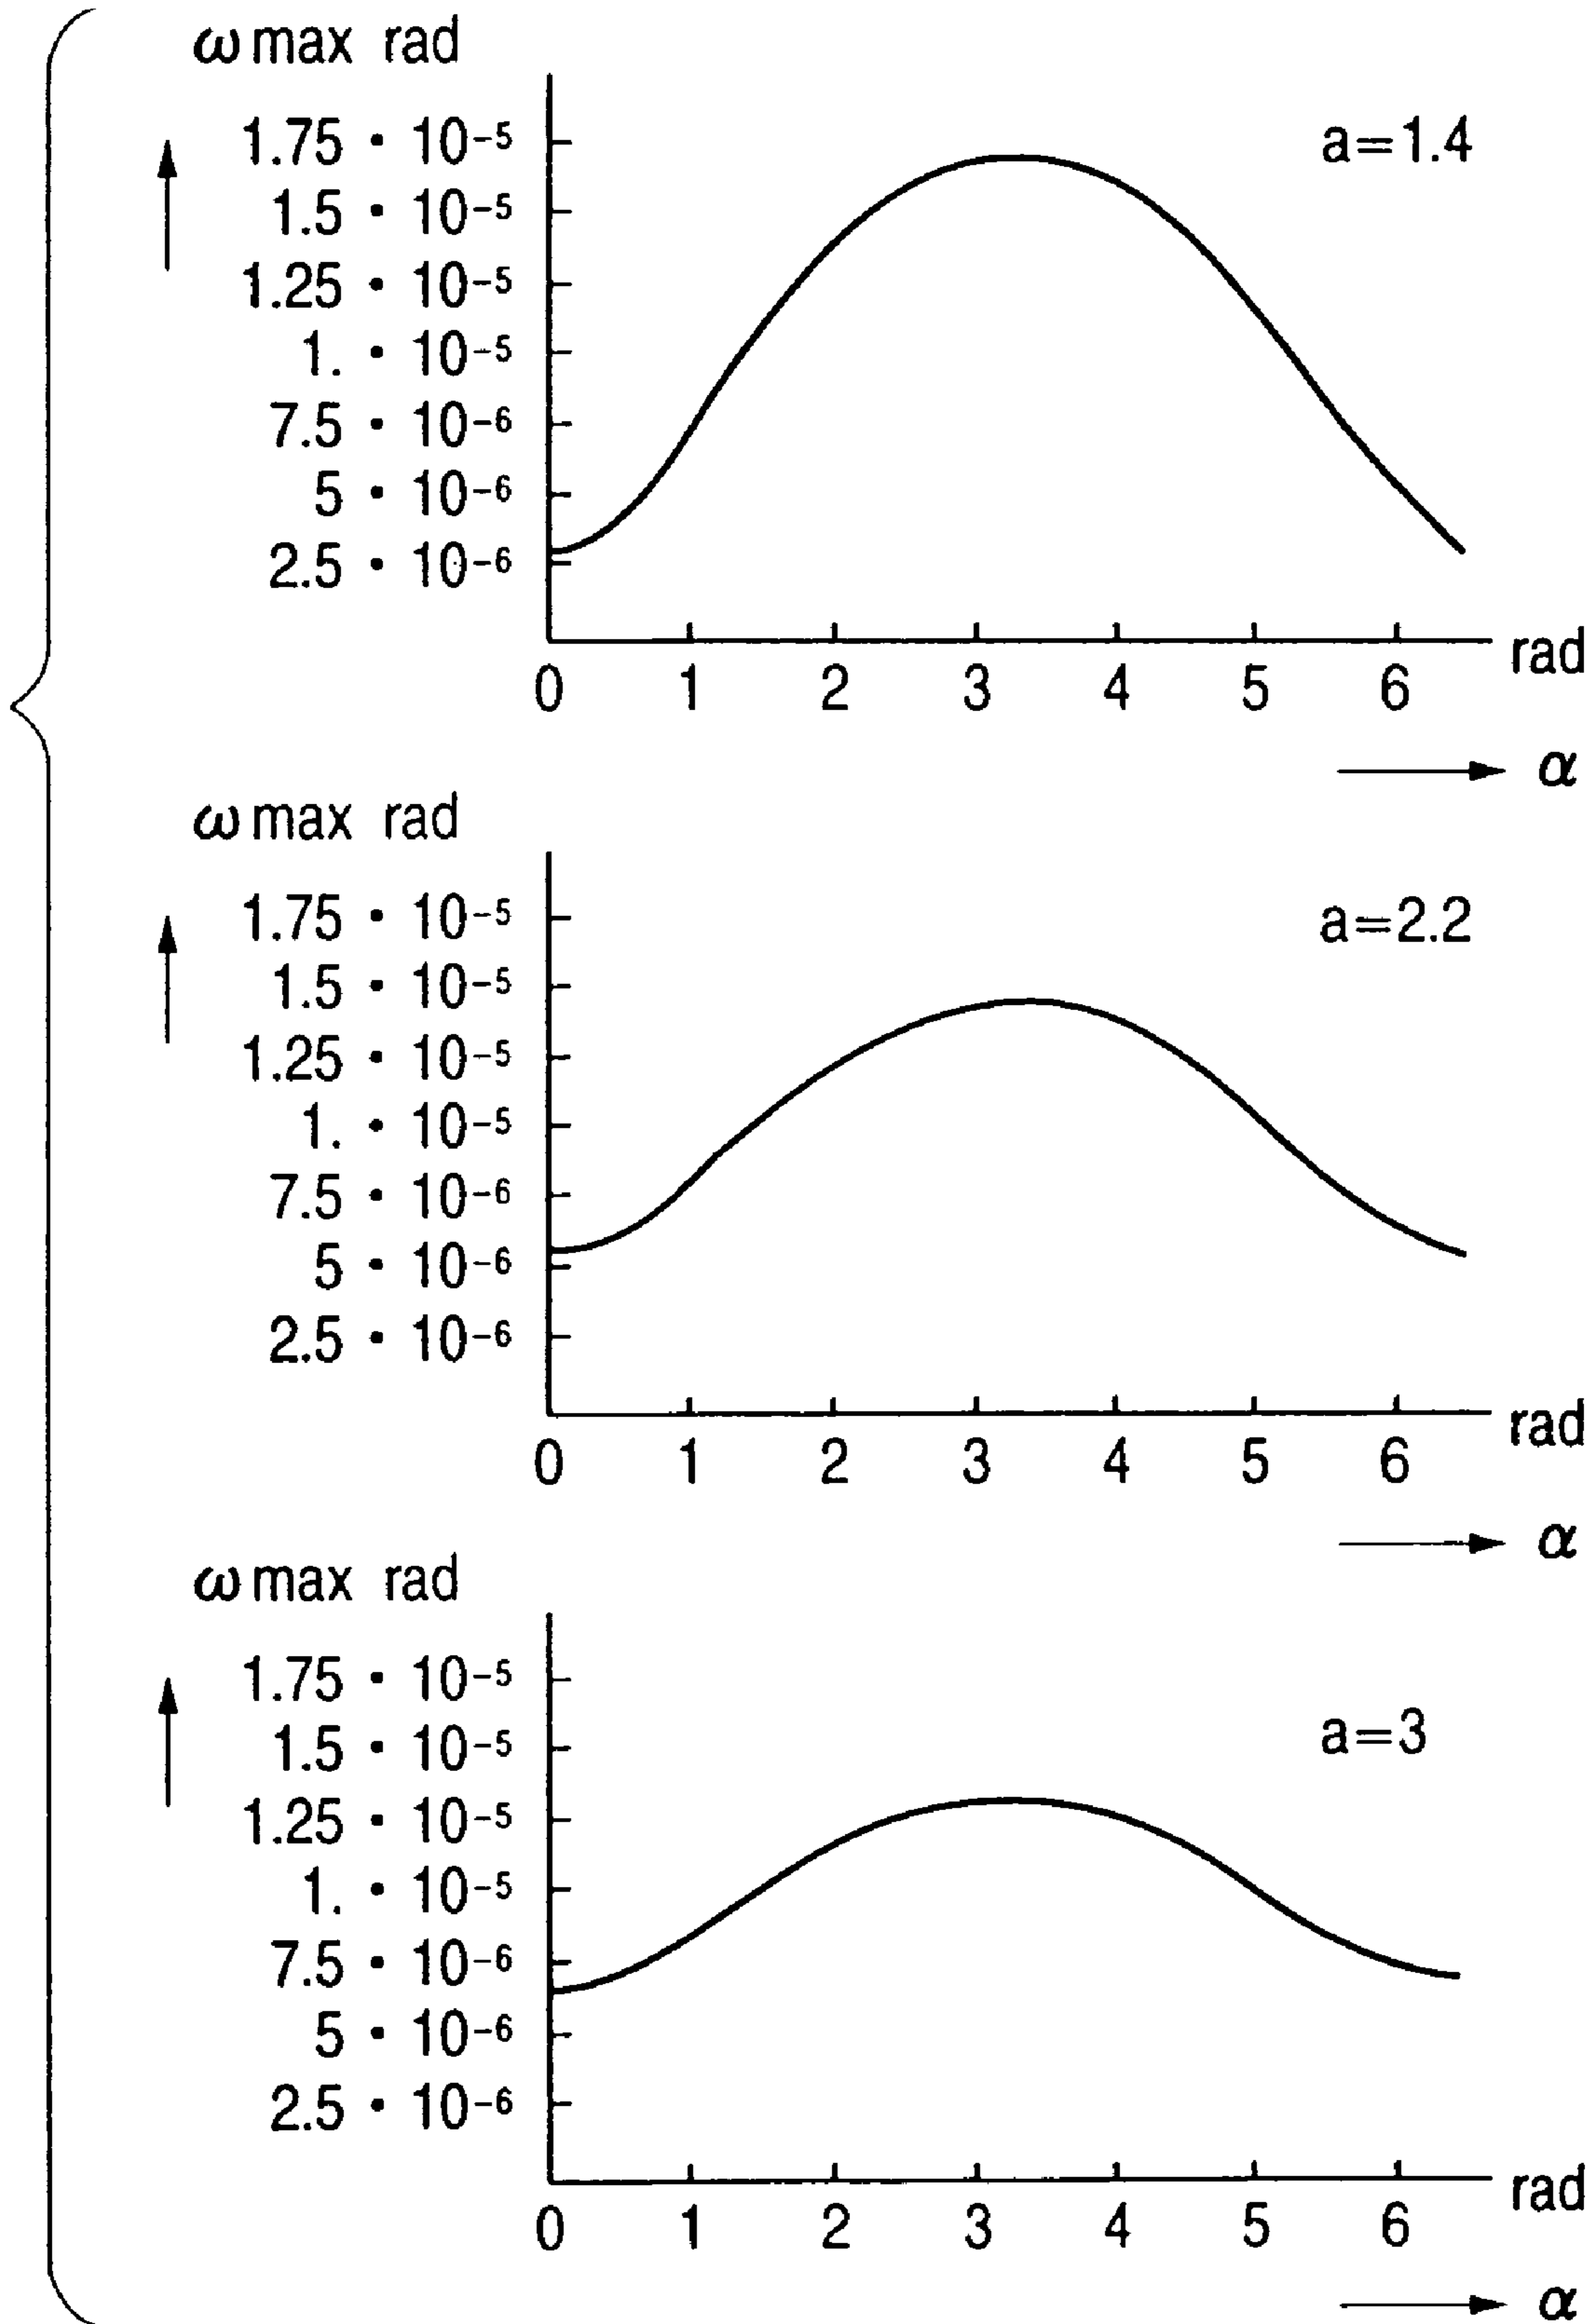 ω max rad
1.75 • 10-5
a=1.4
1.5 • 10-5
1.25 • 10-5
1. • 10-5
7.5 • 10-6
5 • 10-6
2.5 • 10-6
rad
0 1 2 3 4 5 6
α
ω max rad
1.75 • 10-5
a=2.2
1.5 • 10-5
1.25 • 10-5
1. • 10-5
7.5 • 10-6
5 • 10-6
2.5 • 10-6
rad
0 1 2 3 4 5 6
α
ω max rad
1.75 • 10-5
1.5 • 10-5
a=3
1.25 • 10-5
1. • 10-5
7.5 • 10-6
5 • 10-6
2.5 • 10-6
rad
0 1 2 3 4 5 6
α